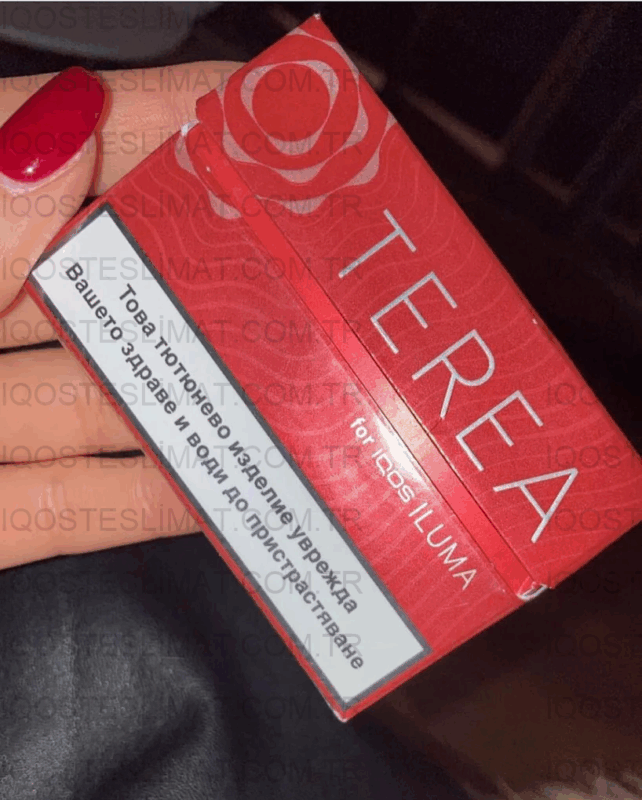 TEREA
for IQOS ILUMA
Това тютюнево изделие уврежда
Вашето здраве и води до пристрастяване
IQOSTESLİMAT.COM.TR